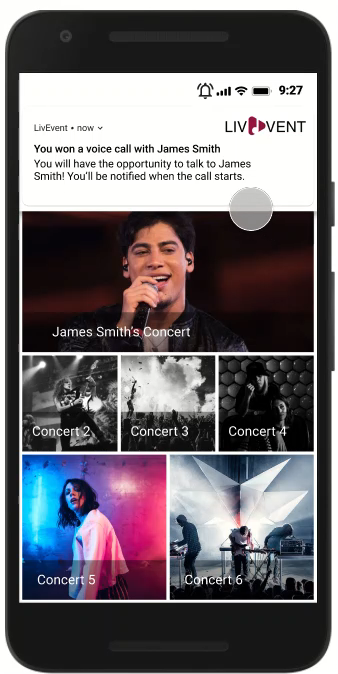 9:27
LivEvent • now
LIVEVENT
You won a voice call with James Smith
You will have the opportunity to talk to James
Smith! You'll be notified when the call starts.
James Smith's Concert
Concert 2
Concert 3
Concert 4
Concert 5
Concert 6